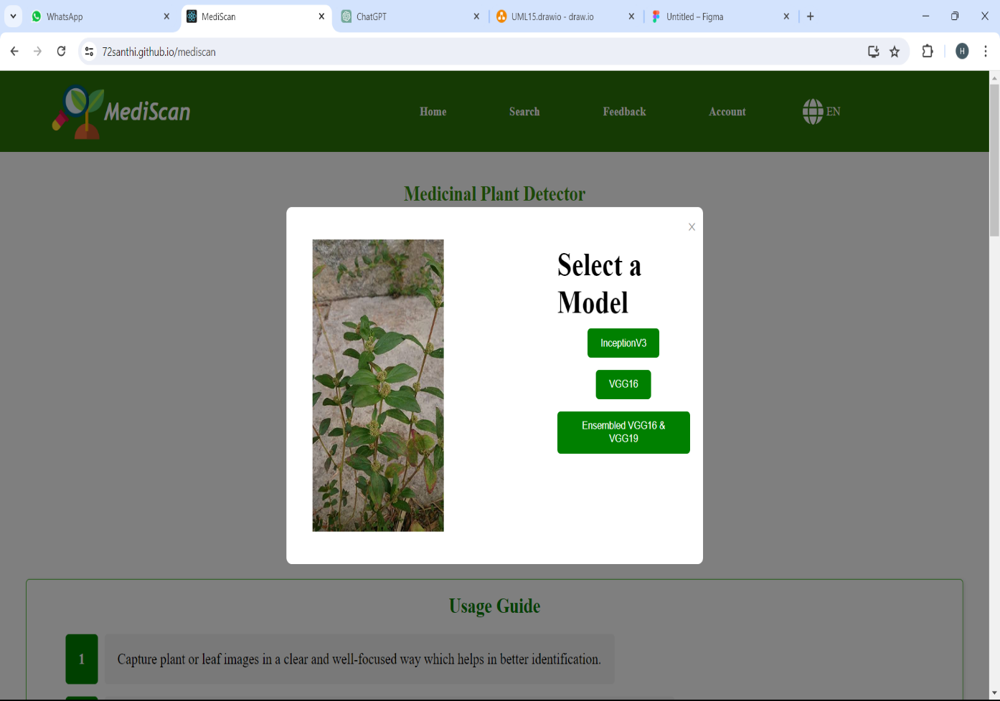 WhatsApp
MediScan
ChatGPT
UML15.drawio - draw.io
Untitled – Figma
72santhi.github.io/mediscan
H
MediScan
Home
Search
Feedback
Account
EN
Medicinal Plant Detector
X
Select a
Model
InceptionV3
VGG16
Ensembled VGG16 &
VGG19
Usage Guide
1
Capture plant or leaf images in a clear and well-focused way which helps in better identification.